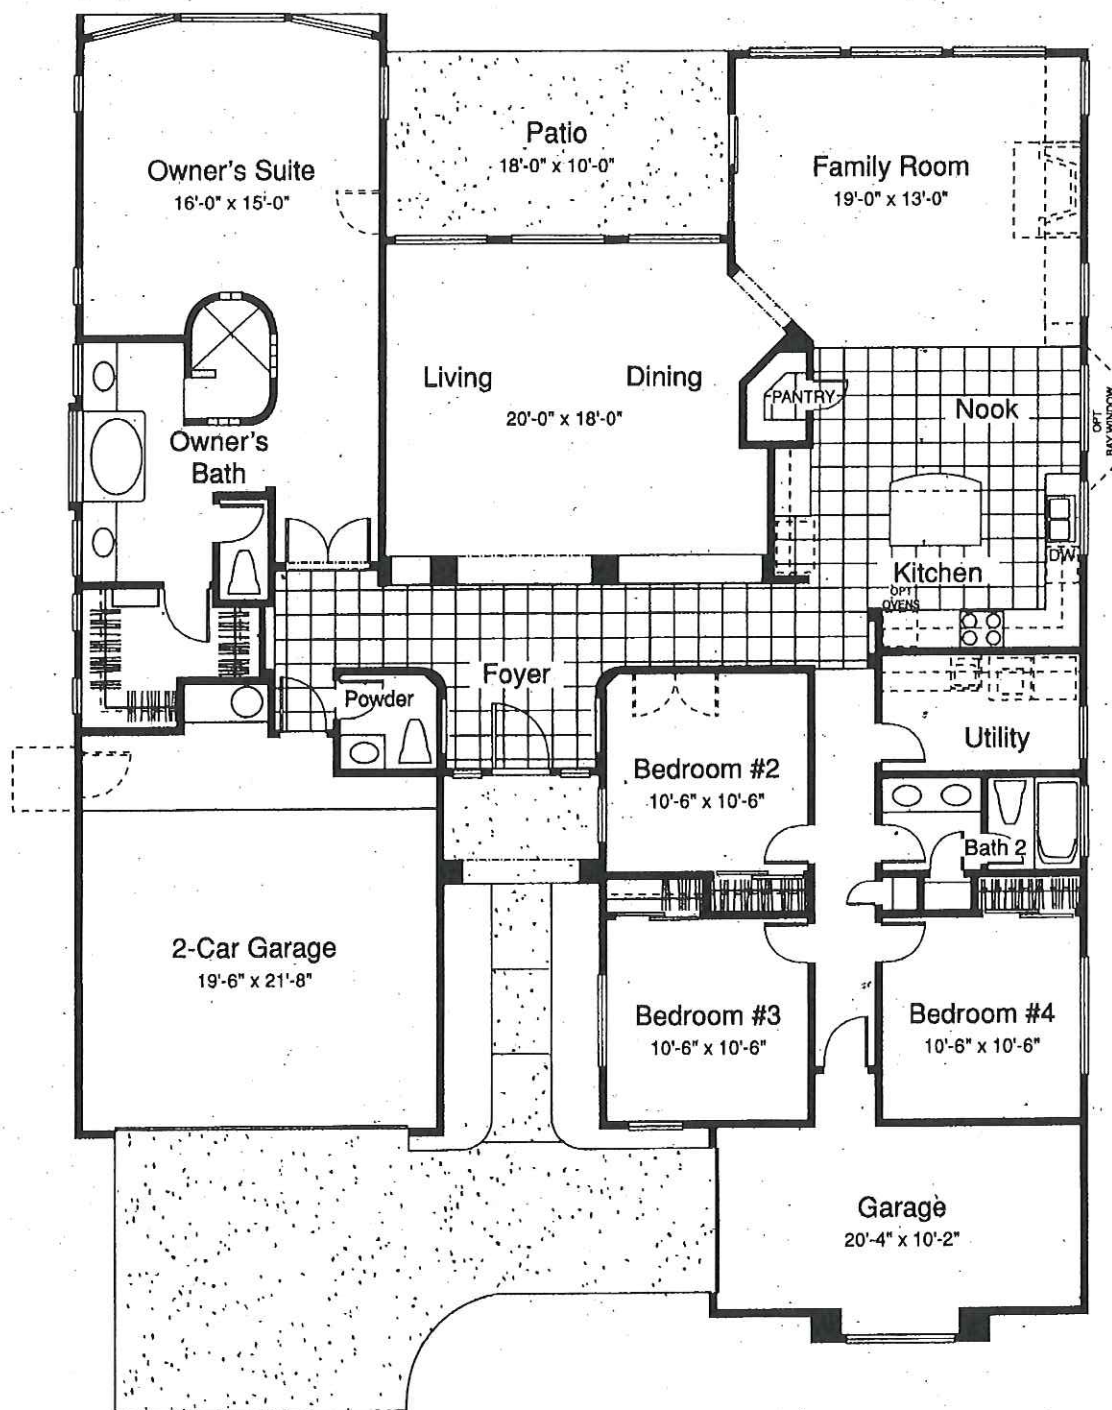 Patio
18'-0" x 10'-0"
Owner's Suite
16'-0" x 15'-0"
Family Room
19'-0" x 13'-0"
Living
Dining
20'-0" x 18'-0"
PANTRY
Nook
OPT
BAY WINDOW
Owner's
Bath
DW
Kitchen
OPT
OVENS
Foyer
Powder
Utility
Bedroom #2
10'-6" x 10'-6"
Bath 2
2-Car Garage
19'-6" x 21'-8"
Bedroom #3
10'-6" x 10'-6"
Bedroom #4
10'-6" x 10'-6"
Garage
20'-4" x 10'-2"